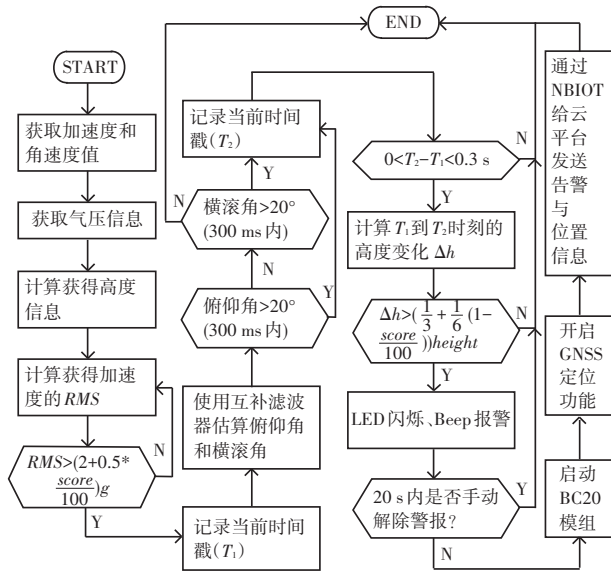 START
获取加速度和
角速度值
获取气压信息
计算获得高度
信息
计算获得加速
度的RMS
RMS>(2+0.5*
score
100
)g
N
Y
记录当前时间
戳(T₁)
使用互补滤波
器估算俯仰角
和横滚角
俯仰角>20°
(300 ms内)
Y
N
横滚角>20°
(300 ms内)
N
Y
记录当前时间
戳(T₂)
0<T₂-T₁<0.3 s
N
Y
计算T₁到T₂时刻的
高度变化 Δh
Δh>(1/3+1/6(1-
score
100
))height
N
Y
LED闪烁、Beep报警
20 s内是否手动
解除警报?
Y
N
启动
BC20
模组
开启
GNSS
定位
功能
通过
NBIOT
给云
平台
发送
告警
与
位置
信息
END